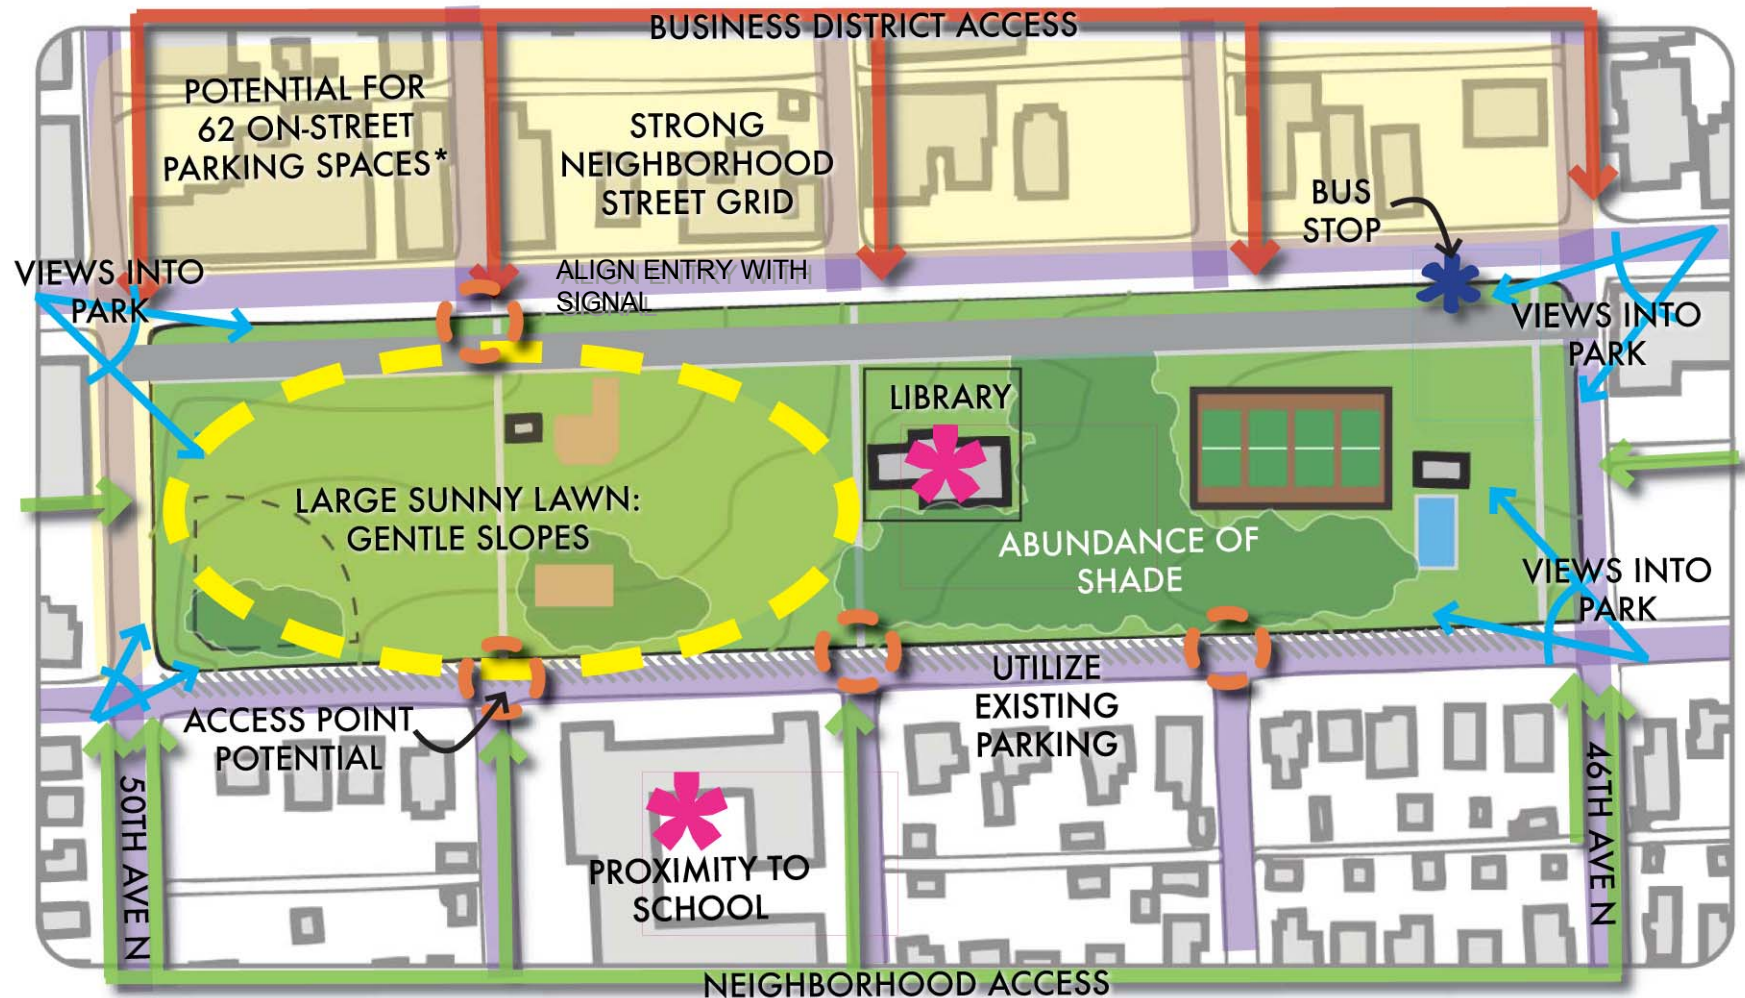 BUSINESS DISTRICT ACCESS
POTENTIAL FOR
62 ON-STREET
PARKING SPACES*
STRONG
NEIGHBORHOOD
STREET GRID
BUS
STOP
VIEWS INTO
PARK
ALIGN ENTRY WITH
SIGNAL
VIEWS INTO
PARK
LIBRARY
LARGE SUNNY LAWN:
GENTLE SLOPES
ABUNDANCE OF
SHADE
VIEWS INTO
PARK
UTILIZE
EXISTING
PARKING
ACCESS POINT
POTENTIAL
50TH AVE N
46TH AVE N
PROXIMITY TO
SCHOOL
NEIGHBORHOOD ACCESS